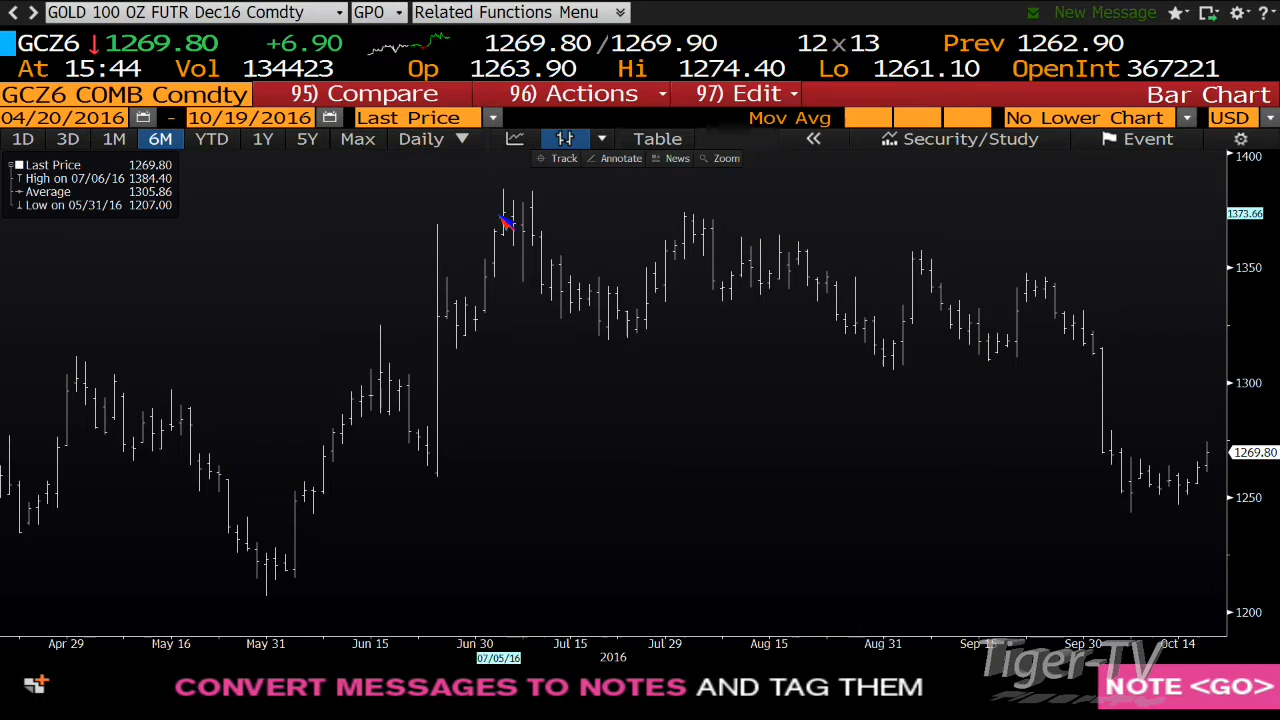 GOLD 100 OZ FUTR Dec16 Comdty GPO Related Functions Menu New Message ?
GCZ6 1269.80 +6.90 1269.80/1269.90 12x13 Prev 1262.90
At 15:44 Vol 134423 Op 1263.90 Hi 1274.40 Lo 1261.10 OpenInt 367221
GCZ6 COMB Comdty 95) Compare 96) Actions 97) Edit Bar Chart
04/20/2016 - 10/19/2016 Last Price Mov Avg No Lower Chart USD
1D 3D 1M 6M YTD 1Y 5Y Max Daily Table Security/Study Event
Track Annotate News Zoom
Last Price 1269.80
High on 07/06/16 1384.40
Average 1305.86
Low on 05/31/16 1207.00
1400
1373.66
1350
1300
1269.80
1250
1200
Apr 29 May 16 May 31 Jun 15 Jun 30 Jul 15 Jul 29 Aug 15 Aug 31 Sep 15 Sep 30 Oct 14
07/05/16 2016
Tiger-TV
CONVERT MESSAGES TO NOTES AND TAG THEM NOTE <GO>